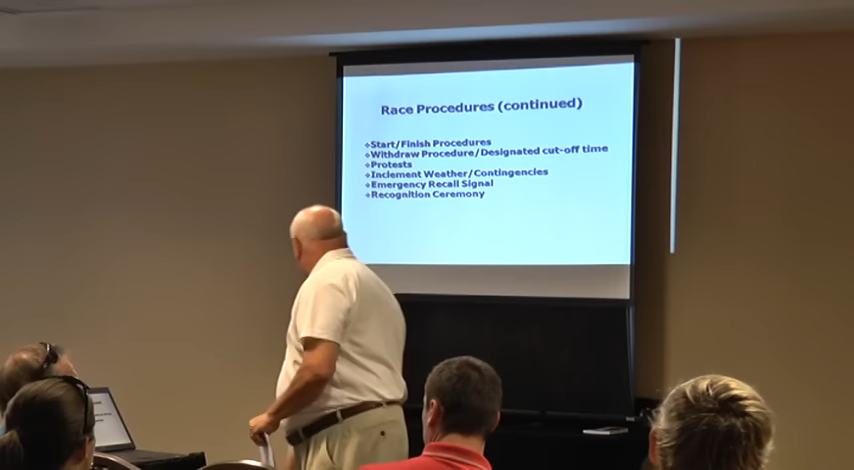 Race Procedures (continued)
❖Start/Finish Procedures
❖Withdraw Procedure/Designated cut-off time
❖Protests
❖Inclement Weather/Contingencies
❖Emergency Recall Signal
❖Recognition Ceremony